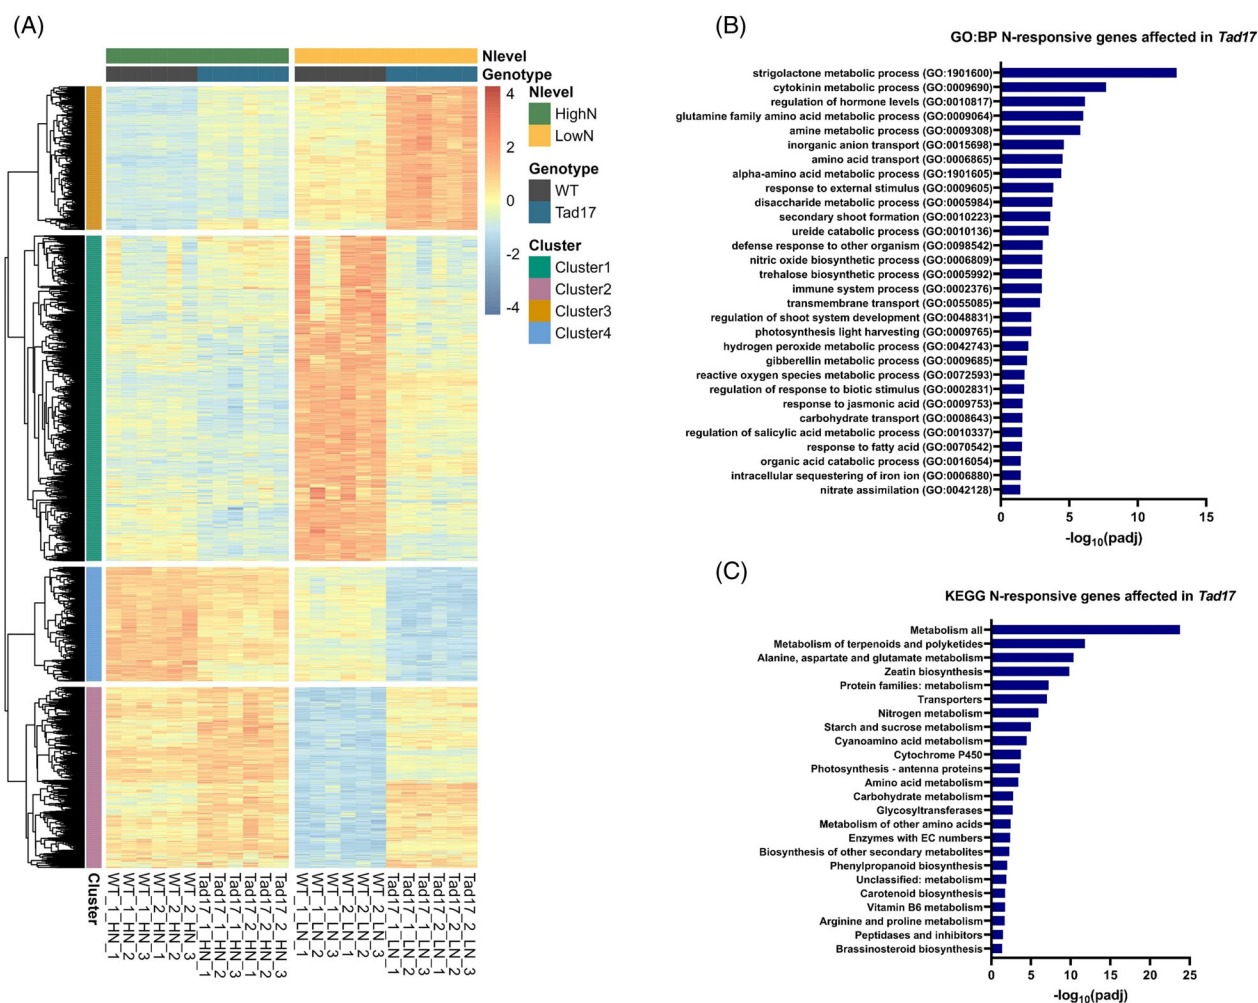 (A)
Nlevel
Genotype
4
2
0
-2
-4
Nlevel
HighN
LowN
Genotype
WT
Tad17
Cluster
Cluster1
Cluster2
Cluster3
Cluster4
Cluster
WT_1_HN_1
WT_1_HN_2
WT_1_HN_3
WT_2_HN_1
WT_2_HN_2
WT_2_HN_3
Tad17_1_HN_1
Tad17_1_HN_2
Tad17_1_HN_3
Tad17_2_HN_1
Tad17_2_HN_2
Tad17_2_HN_3
WT_1_LN_1
WT_1_LN_2
WT_1_LN_3
WT_2_LN_1
WT_2_LN_2
WT_2_LN_3
Tad17_1_LN_1
Tad17_1_LN_2
Tad17_1_LN_3
Tad17_2_LN_1
Tad17_2_LN_2
Tad17_2_LN_3
(B)
GO:BP N-responsive genes affected in Tad17
strigolactone metabolic process (GO:1901600)
cytokinin metabolic process (GO:0009690)
regulation of hormone levels (GO:0010817)
glutamine family amino acid metabolic process (GO:0009064)
amine metabolic process (GO:0009308)
inorganic anion transport (GO:0015698)
amino acid transport (GO:0006865)
alpha-amino acid metabolic process (GO:1901605)
response to external stimulus (GO:0009605)
disaccharide metabolic process (GO:0005984)
secondary shoot formation (GO:0010223)
ureide catabolic process (GO:0010136)
defense response to other organism (GO:0098542)
nitric oxide biosynthetic process (GO:0006809)
trehalose biosynthetic process (GO:0005992)
immune system process (GO:0002376)
transmembrane transport (GO:0055085)
regulation of shoot system development (GO:0048831)
photosynthesis light harvesting (GO:0009765)
hydrogen peroxide metabolic process (GO:0042743)
gibberellin metabolic process (GO:0009685)
reactive oxygen species metabolic process (GO:0072593)
regulation of response to biotic stimulus (GO:0002831)
response to jasmonic acid (GO:0009753)
carbohydrate transport (GO:0008643)
regulation of salicylic acid metabolic process (GO:0010337)
response to fatty acid (GO:0070542)
organic acid catabolic process (GO:0016054)
intracellular sequestering of iron ion (GO:0006880)
nitrate assimilation (GO:0042128)
0 5 10 15
-log10(padj)
(C)
KEGG N-responsive genes affected in Tad17
Metabolism all
Metabolism of terpenoids and polyketides
Alanine, aspartate and glutamate metabolism
Zeatin biosynthesis
Protein families: metabolism
Transporters
Nitrogen metabolism
Starch and sucrose metabolism
Cyanoamino acid metabolism
Cytochrome P450
Photosynthesis - antenna proteins
Amino acid metabolism
Carbohydrate metabolism
Glycosyltransferases
Metabolism of other amino acids
Enzymes with EC numbers
Biosynthesis of other secondary metabolites
Phenylpropanoid biosynthesis
Unclassified: metabolism
Carotenoid biosynthesis
Vitamin B6 metabolism
Arginine and proline metabolism
Peptidases and inhibitors
Brassinosteroid biosynthesis
0 5 10 15 20 25
-log10(padj)